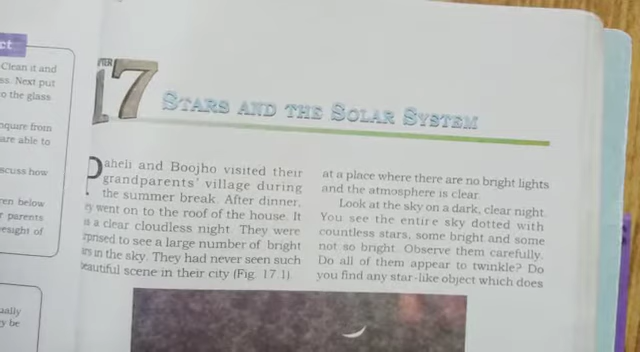 ct
Clean it and
ss. Next put
o the glass
nquire from
are able to
scuss how
en below
r parents
esight of
ually
y be
17
STARS AND THE SOLAR SYSTEM
Paheli and Boojho visited their
grandparents' village during
the summer break. After dinner,
ry went on to the roof of the house. It
s a clear cloudless night. They were
rprised to see a large number of bright
ars in the sky. They had never seen such
beautiful scene in their city (Fig. 17.1)
at a place where there are no bright lights
and the atmosphere is clear.
Look at the sky on a dark, clear night.
You see the entire sky dotted with
countless stars, some bright and some
not so bright. Observe them carefully.
Do all of them appear to twinkle? Do
you find any star-like object which does